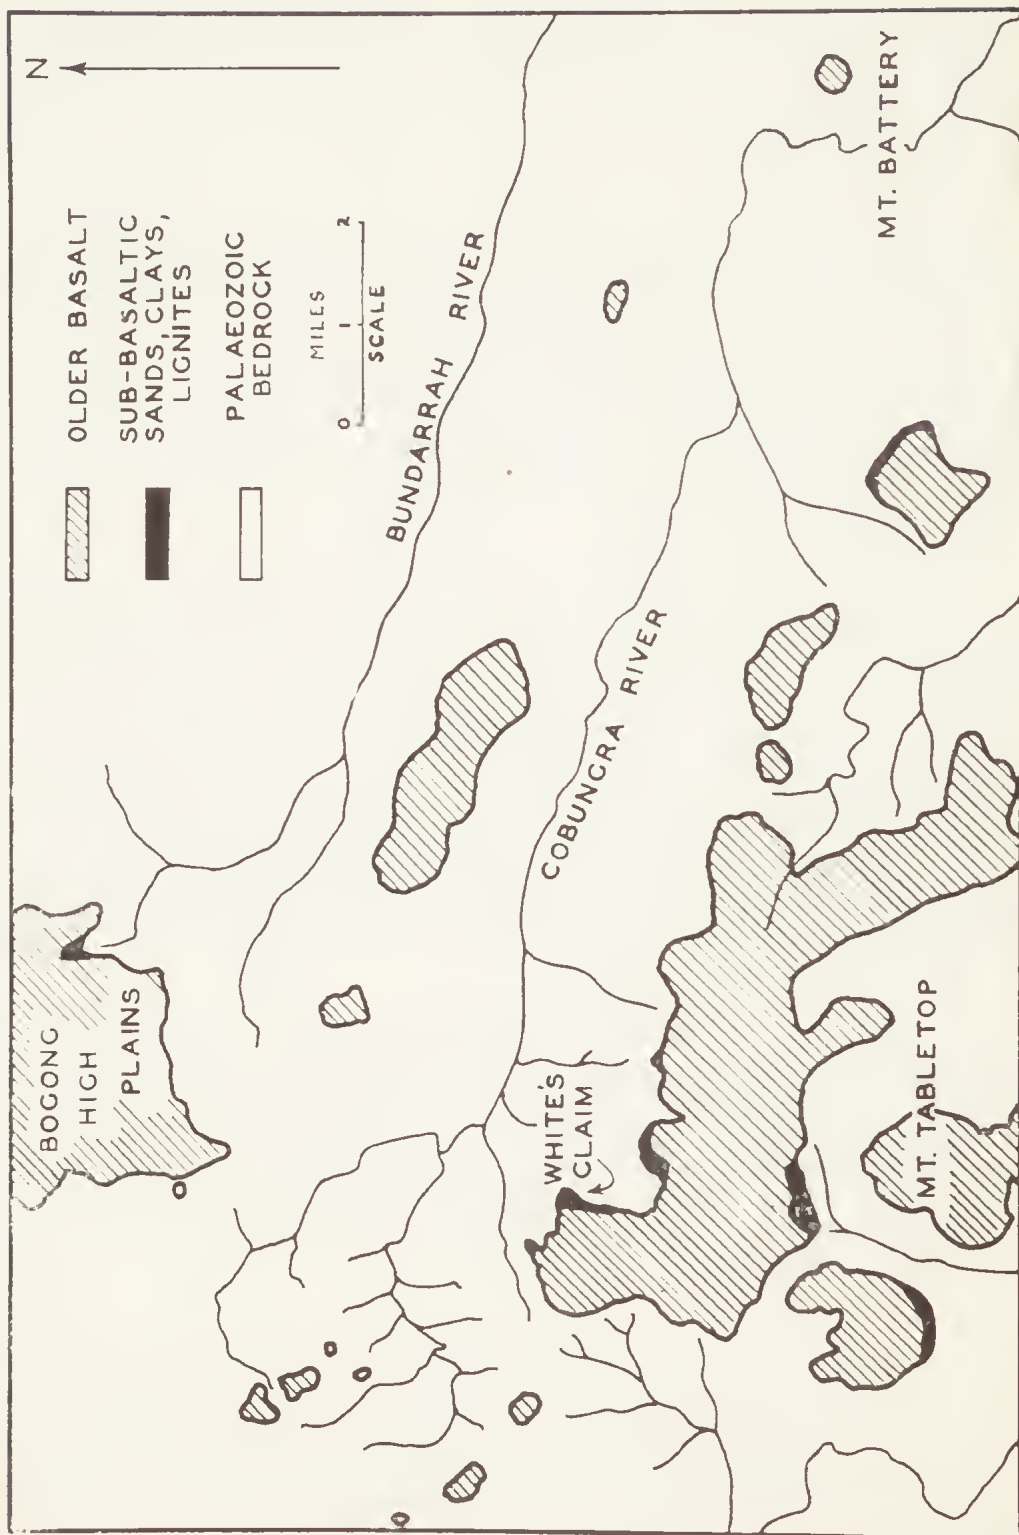 N
OLDER BASALT
SUB-BASALTIC
SANDS, CLAYS,
LIGNITES
PALAEOZOIC
BEDROCK
MILES
0 1 2
SCALE
BOGONG
HIGH
PLAINS
BUNDARRAH RIVER
COBUNGRA RIVER
WHITE'S
CLAIM
MT. BATTERY
MT. TABLETOP